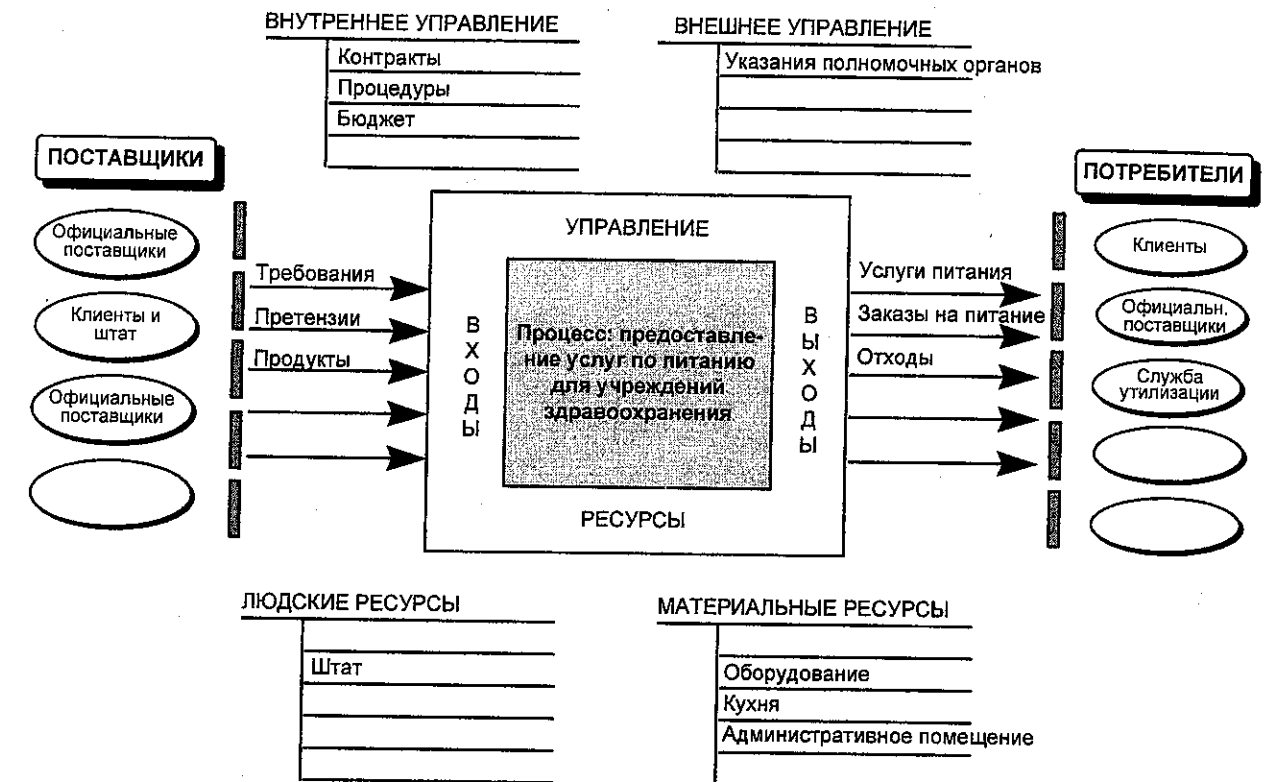 ВНУТРЕННЕЕ УПРАВЛЕНИЕ
Контракты
Процедуры
Бюджет
ВНЕШНЕЕ УПРАВЛЕНИЕ
Указания полномочных органов
ПОСТАВЩИКИ
Официальные
поставщики
Клиенты и
штат
Официальные
поставщики
Требования
Претензии
Продукты
УПРАВЛЕНИЕ
ВХОДЫ
Процесс: предоставле-
ние услуг по питанию
для учреждений
здравоохранения
ВЫХОДЫ
РЕСУРСЫ
Услуги питания
Заказы на питание
Отходы
ПОТРЕБИТЕЛИ
Клиенты
Официальн.
поставщики
Служба
утилизации
ЛЮДСКИЕ РЕСУРСЫ
Штат
МАТЕРИАЛЬНЫЕ РЕСУРСЫ
Оборудование
Кухня
Административное помещение